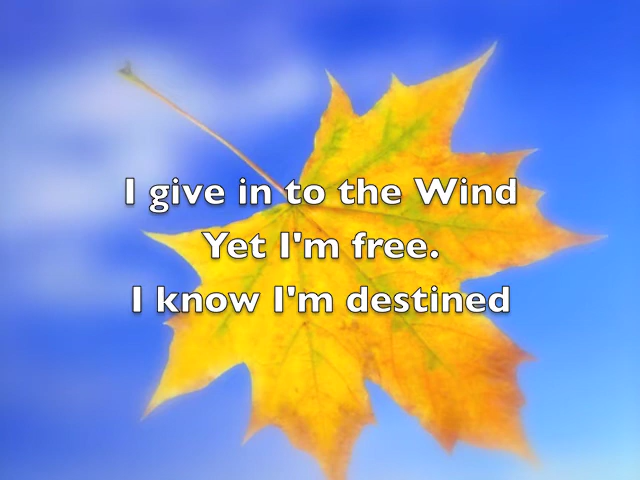 I give in to the Wind
Yet I'm free.
I know I'm destined